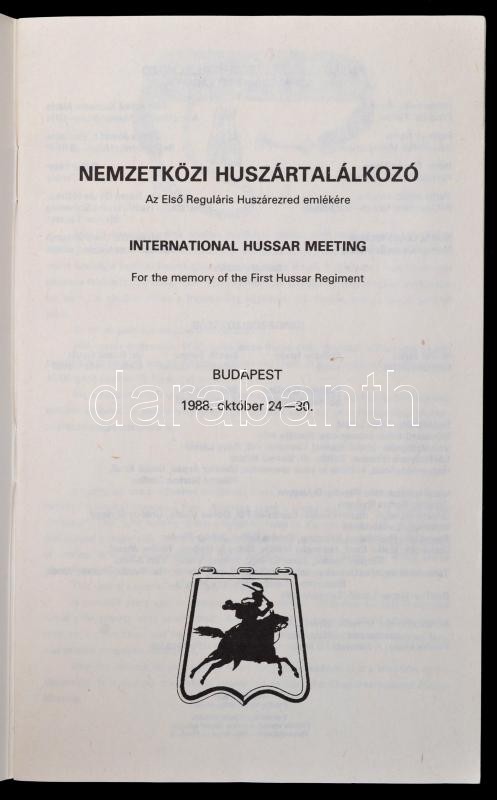 NEMZETKÖZI HUSZÁRTALÁLKOZÓ
Az Első Reguláris Huszárezred emlékére
INTERNATIONAL HUSSAR MEETING
For the memory of the First Hussar Regiment
BUDAPEST
darabanth
1988. október 24—30.